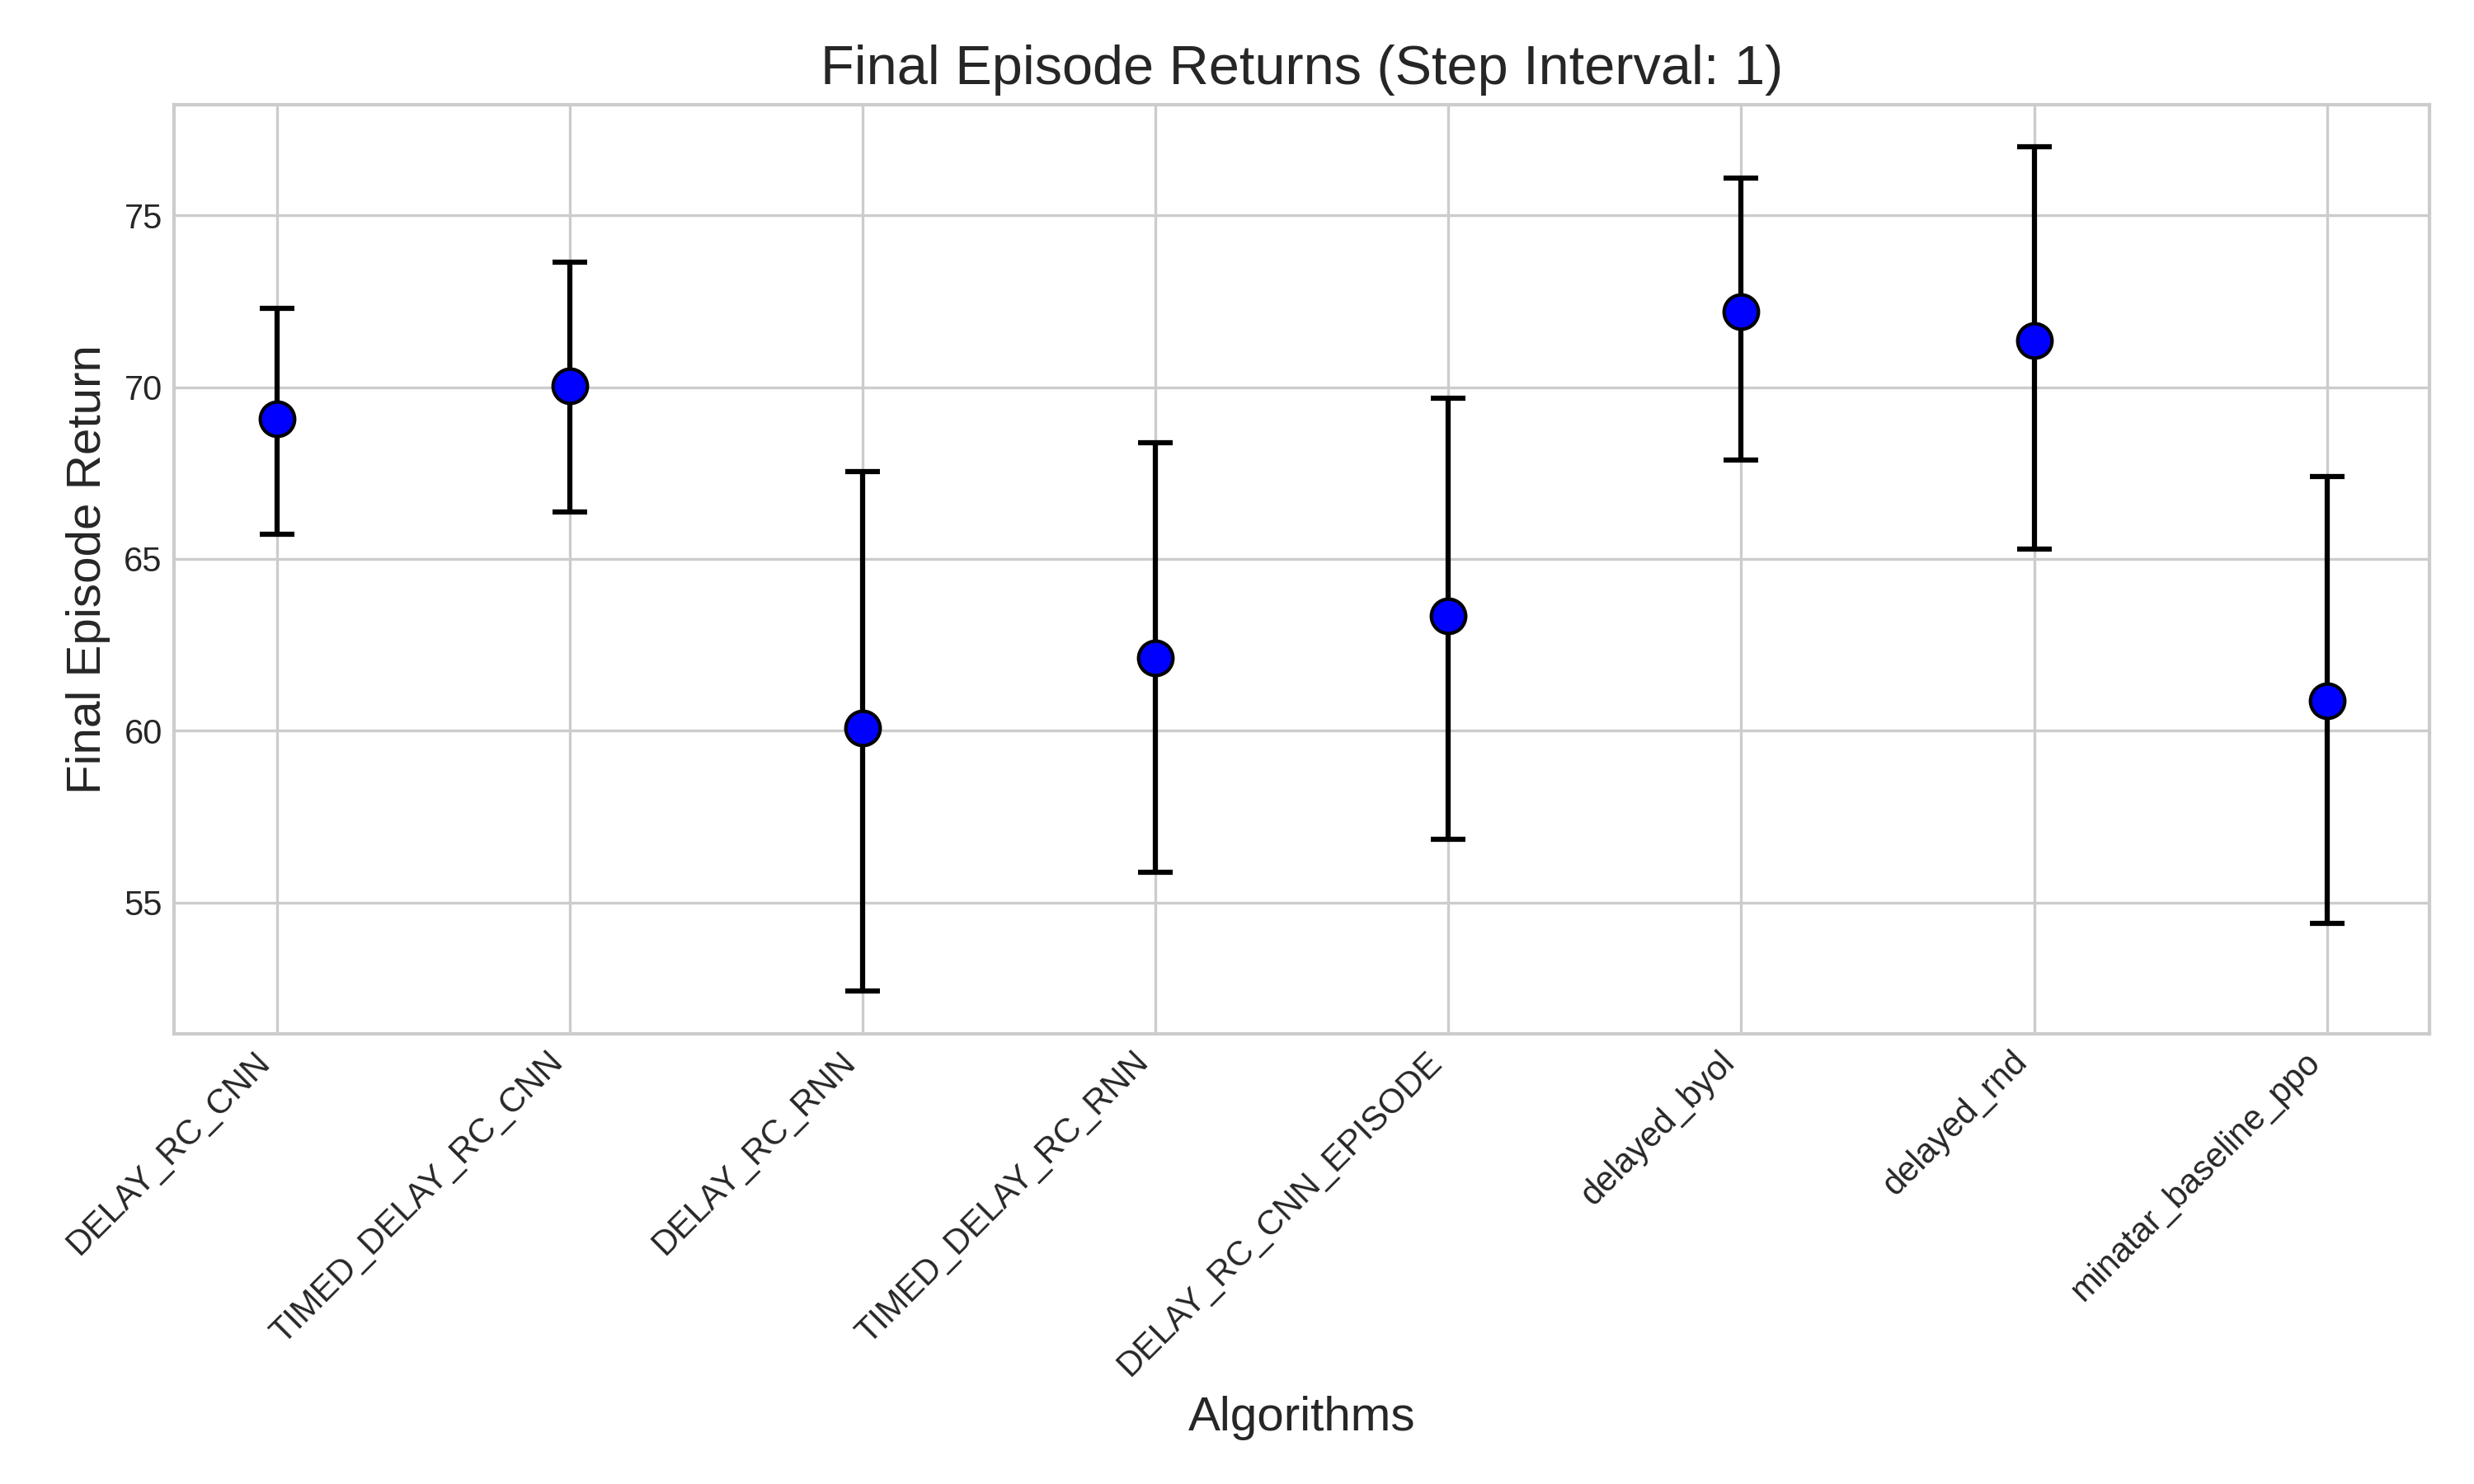 Final Episode Returns (Step Interval: 1)
Final Episode Return
75
70
65
60
55
DELAY_RC_CNN
TIMED_DELAY_RC_CNN
DELAY_RC_RNN
TIMED_DELAY_RC_RNN
DELAY_RC_CNN_EPISODE
delayed_byol
delayed_rnd
minatar_baseline_ppo
Algorithms